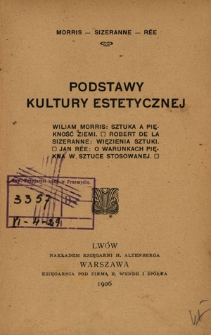 MORRIS — SIZERANNE — RÉE
PODSTAWY
KULTURY ESTETYCZNEJ
WILJAM MORRIS: SZTUKA A PIĘ-
KNOŚĆ ZIEMI. □ ROBERT DE LA
SIZERANNE: WIĘZIENIA SZTUKI.
□ JAN RÉE: O WARUNKACH PIĘ-
KNA W SZTUCE STOSOWANEJ. □
3357
LWÓW
NAKŁADEM KSIĘGARNI H. ALTENBERGA
WARSZAWA
KSIĘGARNIA POD FIRMĄ E. WENDE I SPÓŁKA
1906